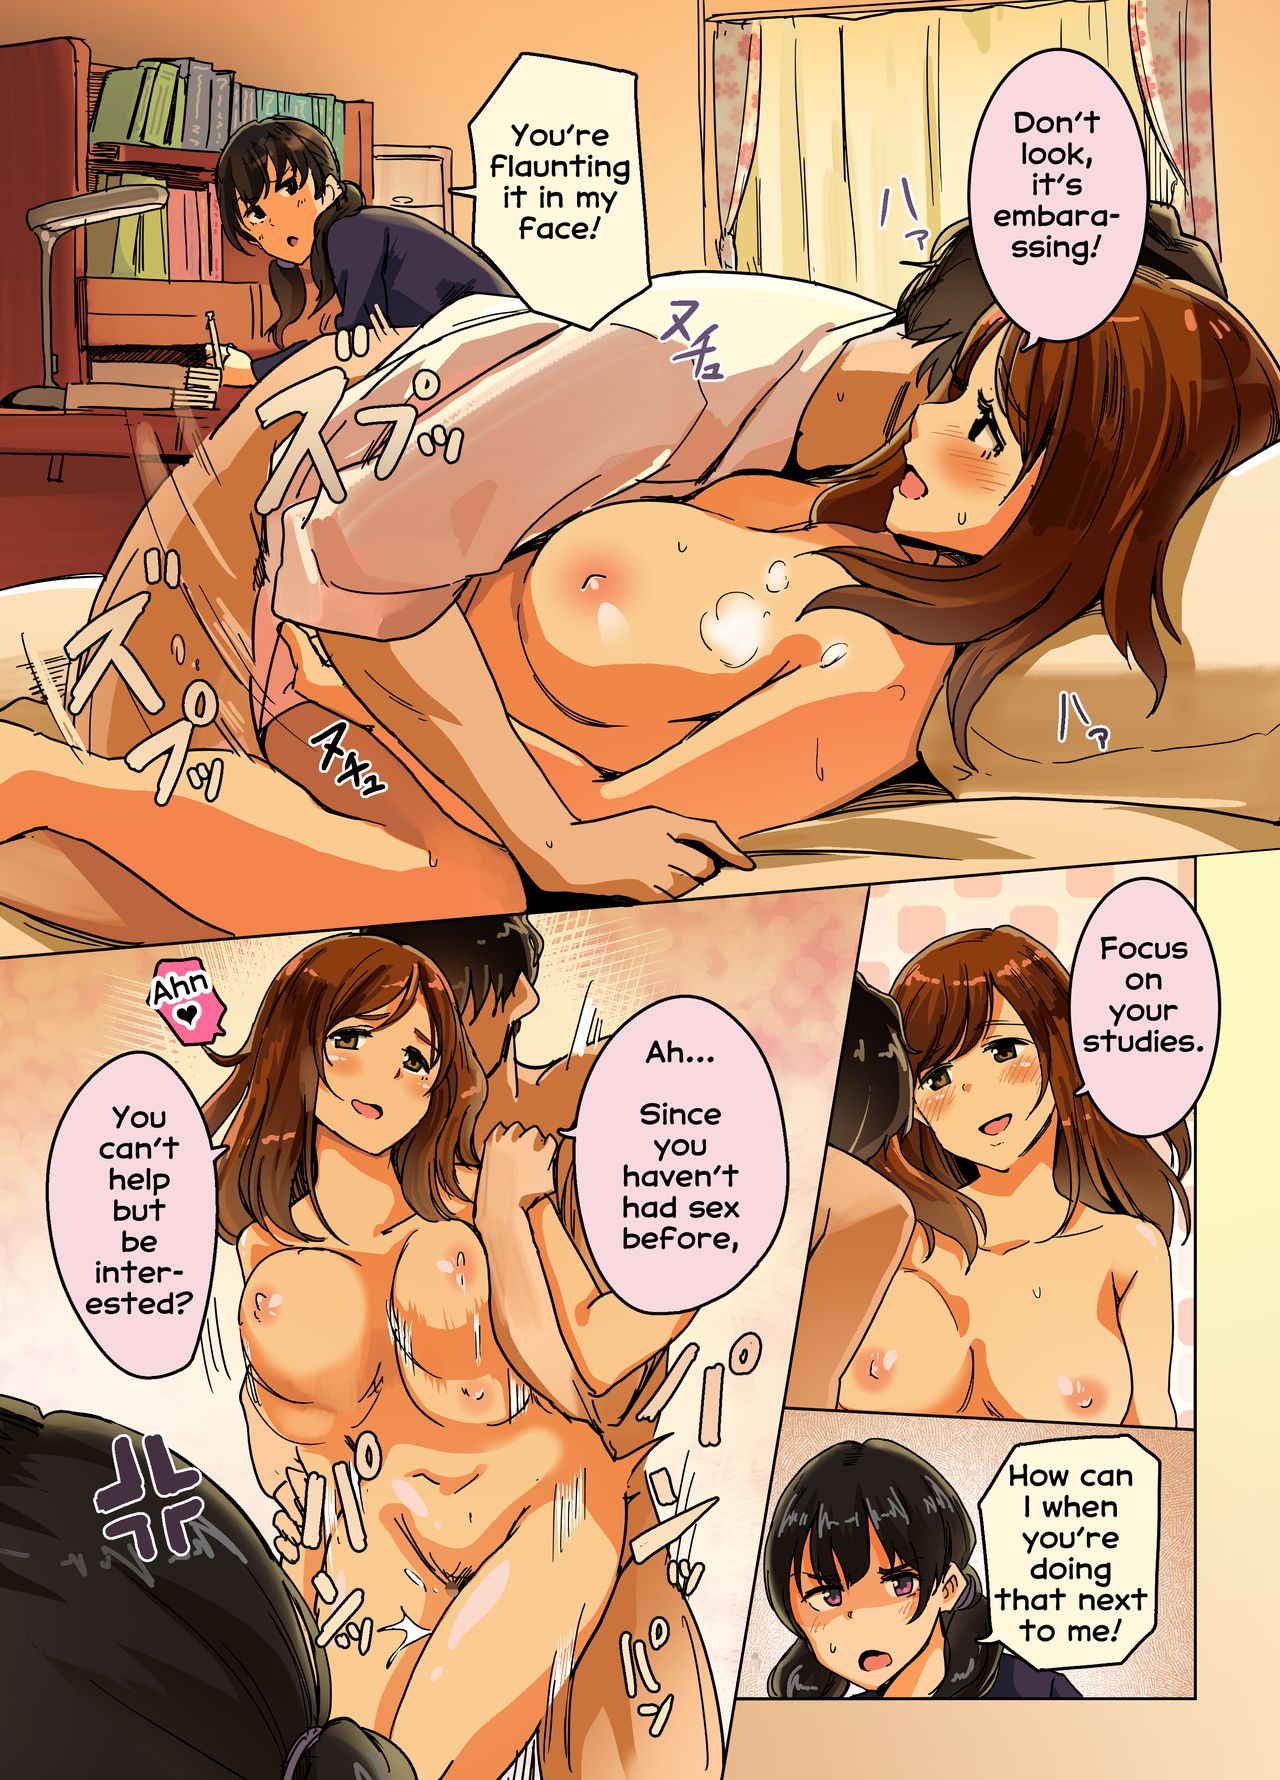 Don't
look,
it's
embara-
ssing!
You're
flaunting
it in my
face!
ハァ
ヌチュ
スプッ
ズズプッ
ヌチュ
ハァ
Focus
on
your
studies.
How can
I when
you're
doing
that next
to me!
Ah...
Since
you
haven't
had sex
before,
Ahn
♥
You
can't
help
but
be
inter-
ested?